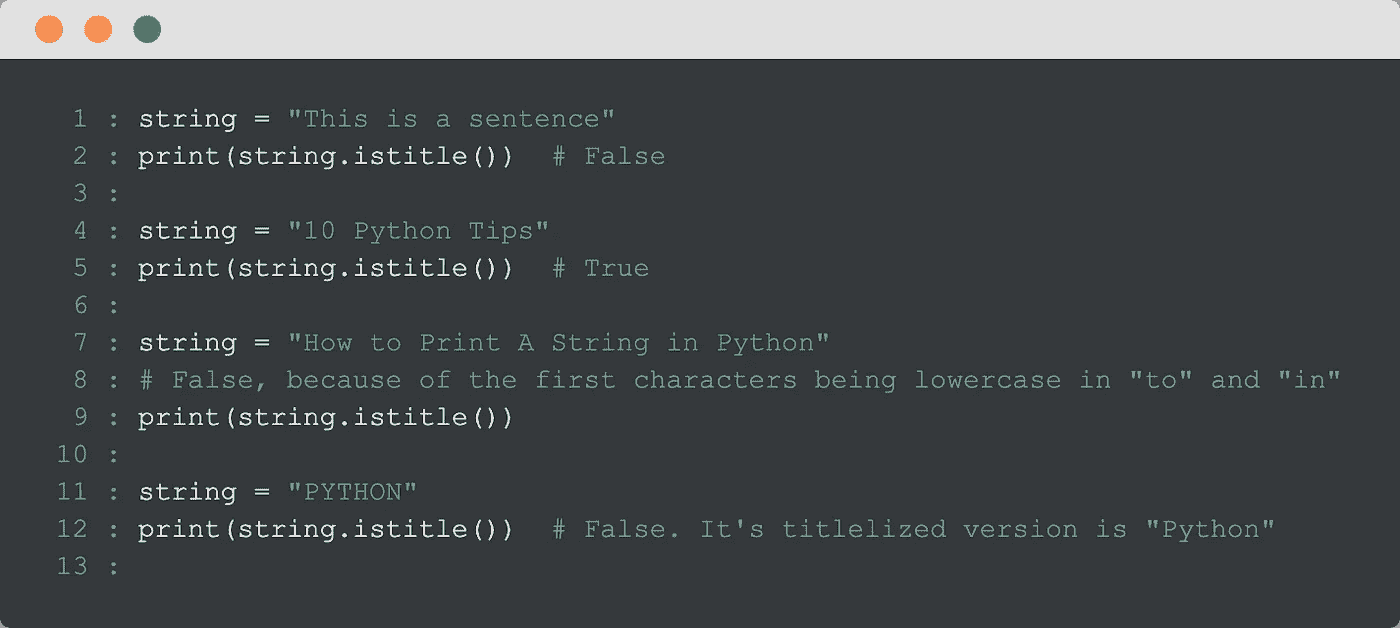 1 : string = "This is a sentence"
2 : print(string.istitle())  # False
3 :
4 : string = "10 Python Tips"
5 : print(string.istitle())  # True
6 :
7 : string = "How to Print A String in Python"
8 : # False, because of the first characters being lowercase in "to" and "in"
9 : print(string.istitle())
10 :
11 : string = "PYTHON"
12 : print(string.istitle())  # False. It's titlelized version is "Python"
13 :